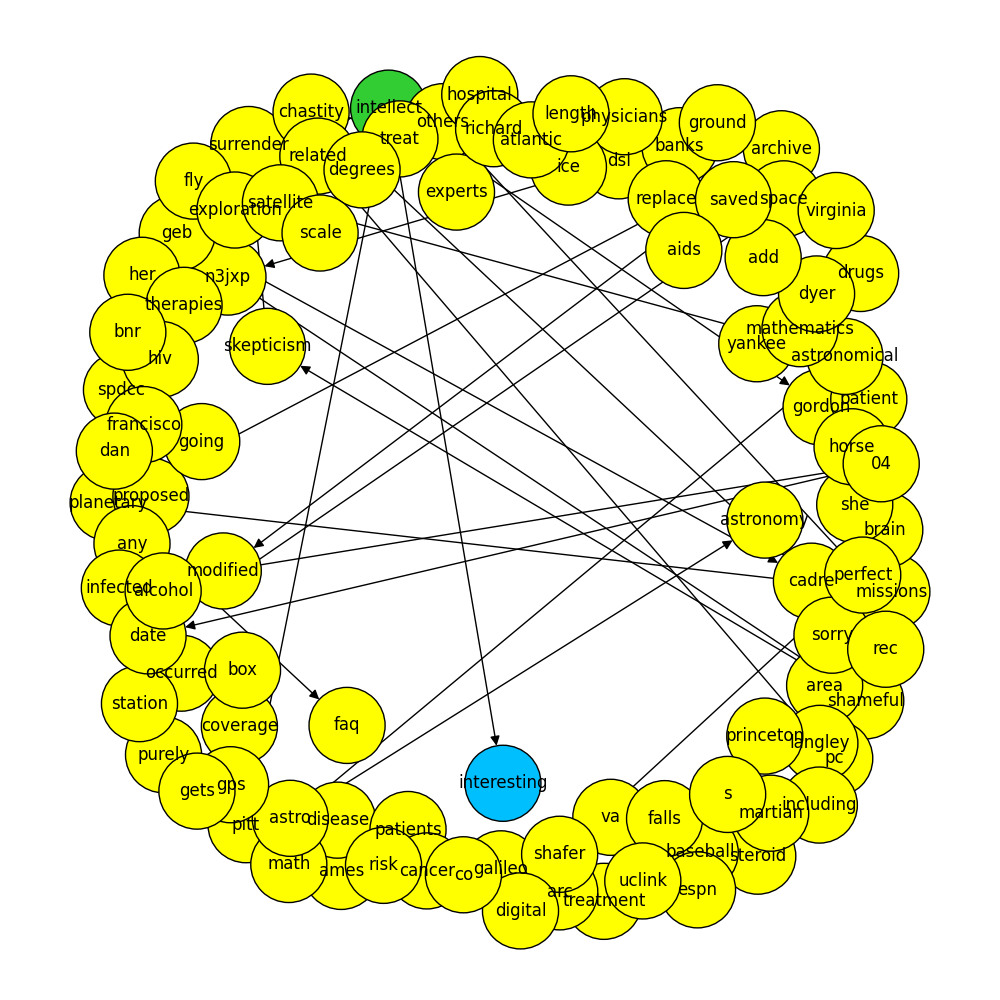 intellect
hospital
chastity
others
length
physicians
ground
richard
treat
atlantic
banks
archive
surrender
related
dsl
ice
degrees
fly
experts
satellite
replace
saved
space
exploration
virginia
geb
scale
aids
add
her
n3jxp
drugs
dyer
therapies
bnr
mathematics
skepticism
yankee
hiv
astronomical
spdcc
patient
gordon
francisco
going
horse
dan
04
proposed
planetary
she
astronomy
brain
any
modified
cadre
perfect
infected
alcohol
missions
date
sorry
rec
occurred
box
area
station
shameful
coverage
faq
princeton
langley
purely
pc
interesting
gps
gets
s
including
martian
va
falls
astro
disease
pitt
patients
baseball
shafer
steroid
math
risk
galileo
ames
cancer
co
uclink
espn
arc
treatment
digital